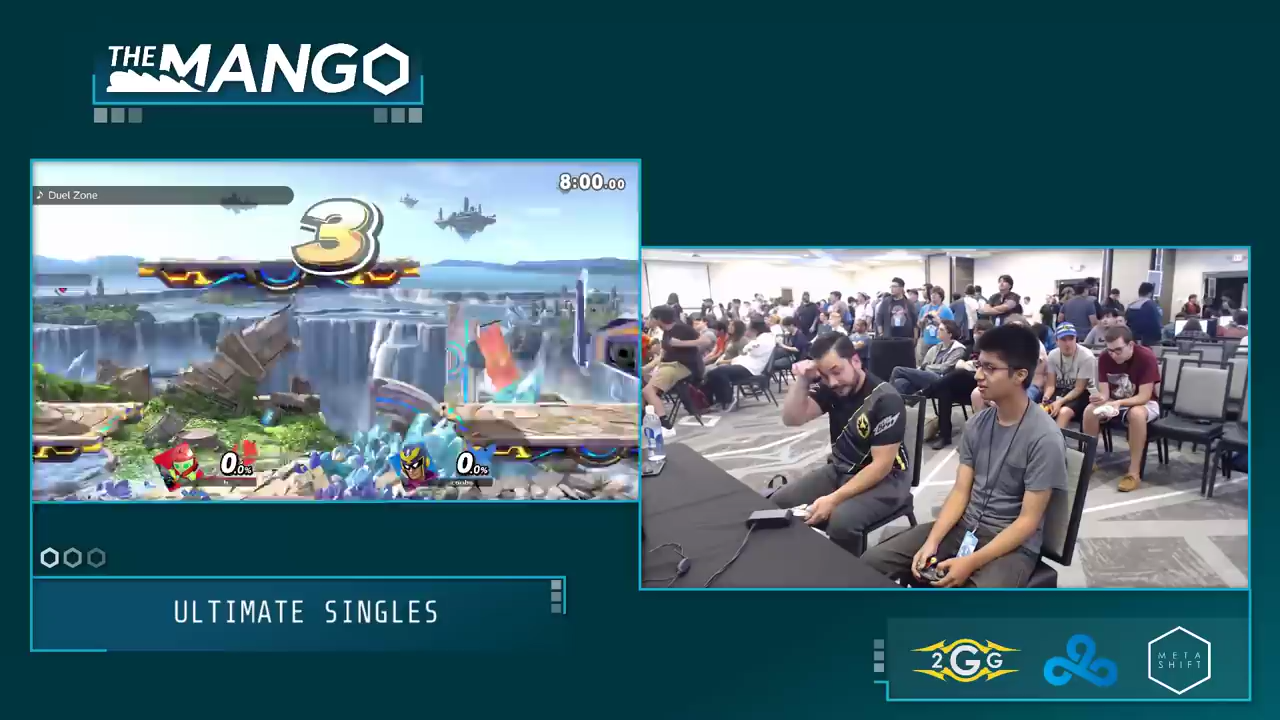 THE MANGO
♪ Duel Zone
8:00.00
3
0.0%
0.0%
ULTIMATE SINGLES
2GG
META
SHIFT